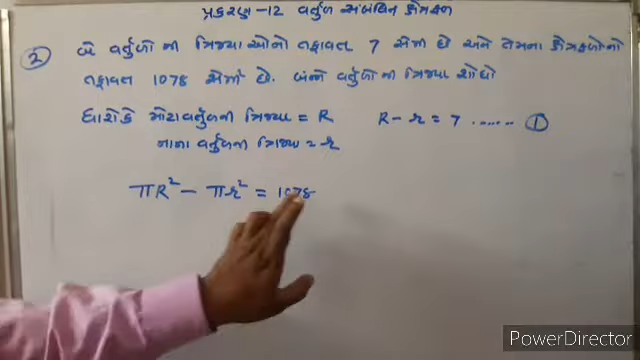 પ્રકરણ -12 વર્તુળ સંબંધિત ક્ષેત્રફળ
② બે વર્તુળો ની ત્રિજ્યા ઓનો તફાવત 7 સેમી છે અને તેમના ક્ષેત્રફળોનો
તફાવત 1078 સેમી છે. બંન્ને વર્તુળો ની ત્રિજ્યા શોધો
ધારોકે મોટાવર્તુળની ત્રિજ્યા = R R - r = 7 ...... ①
નાના વર્તુળની ત્રિજ્યા = r
πR² - πr² = 1078
PowerDirector